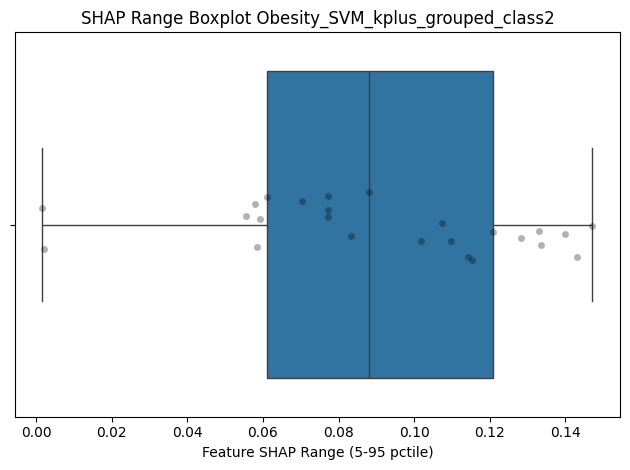 SHAP Range Boxplot Obesity_SVM_kplus_grouped_class2
0.00 0.02 0.04 0.06 0.08 0.10 0.12 0.14
Feature SHAP Range (5-95 pctile)